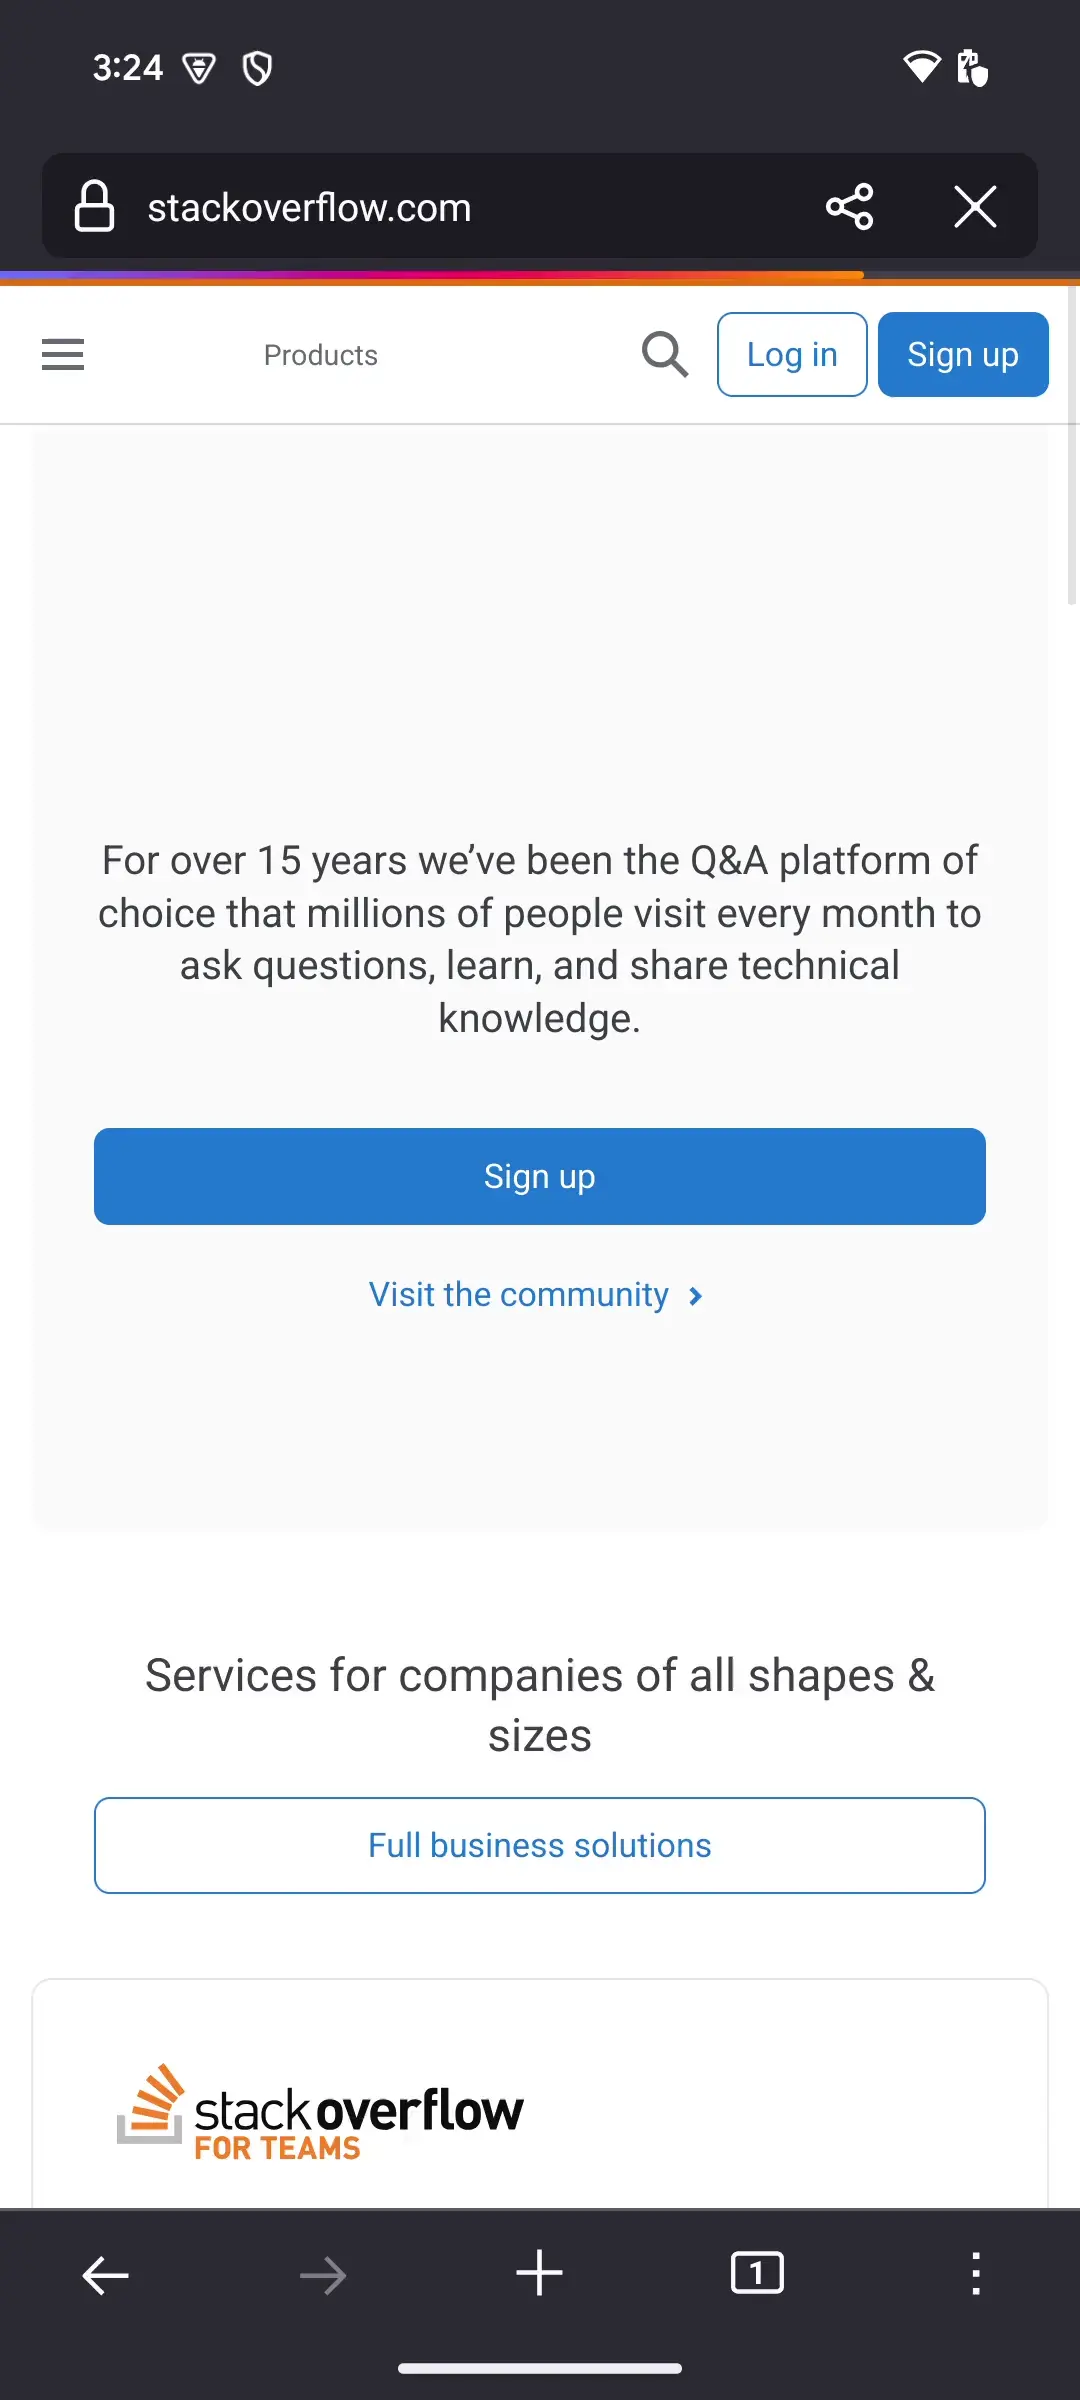 3:24
stackoverflow.com
Products
Log in
Sign up
For over 15 years we’ve been the Q&A platform of
choice that millions of people visit every month to
ask questions, learn, and share technical
knowledge.
Sign up
Visit the community
Services for companies of all shapes &
sizes
Full business solutions
stackoverflow
FOR TEAMS
1